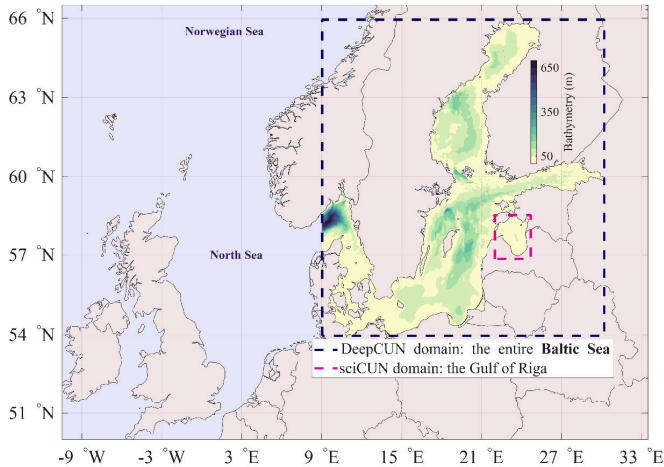 66 °N
Norwegian Sea
650
350
50
Bathymetry (m)
63 °N
60 °N
57 °N
North Sea
54 °N
DeepCUN domain: the entire Baltic Sea
sciCUN domain: the Gulf of Riga
51 °N
-9 °W
-3 °W
3 °E
9 °E
15 °E
21 °E
27 °E
33 °E